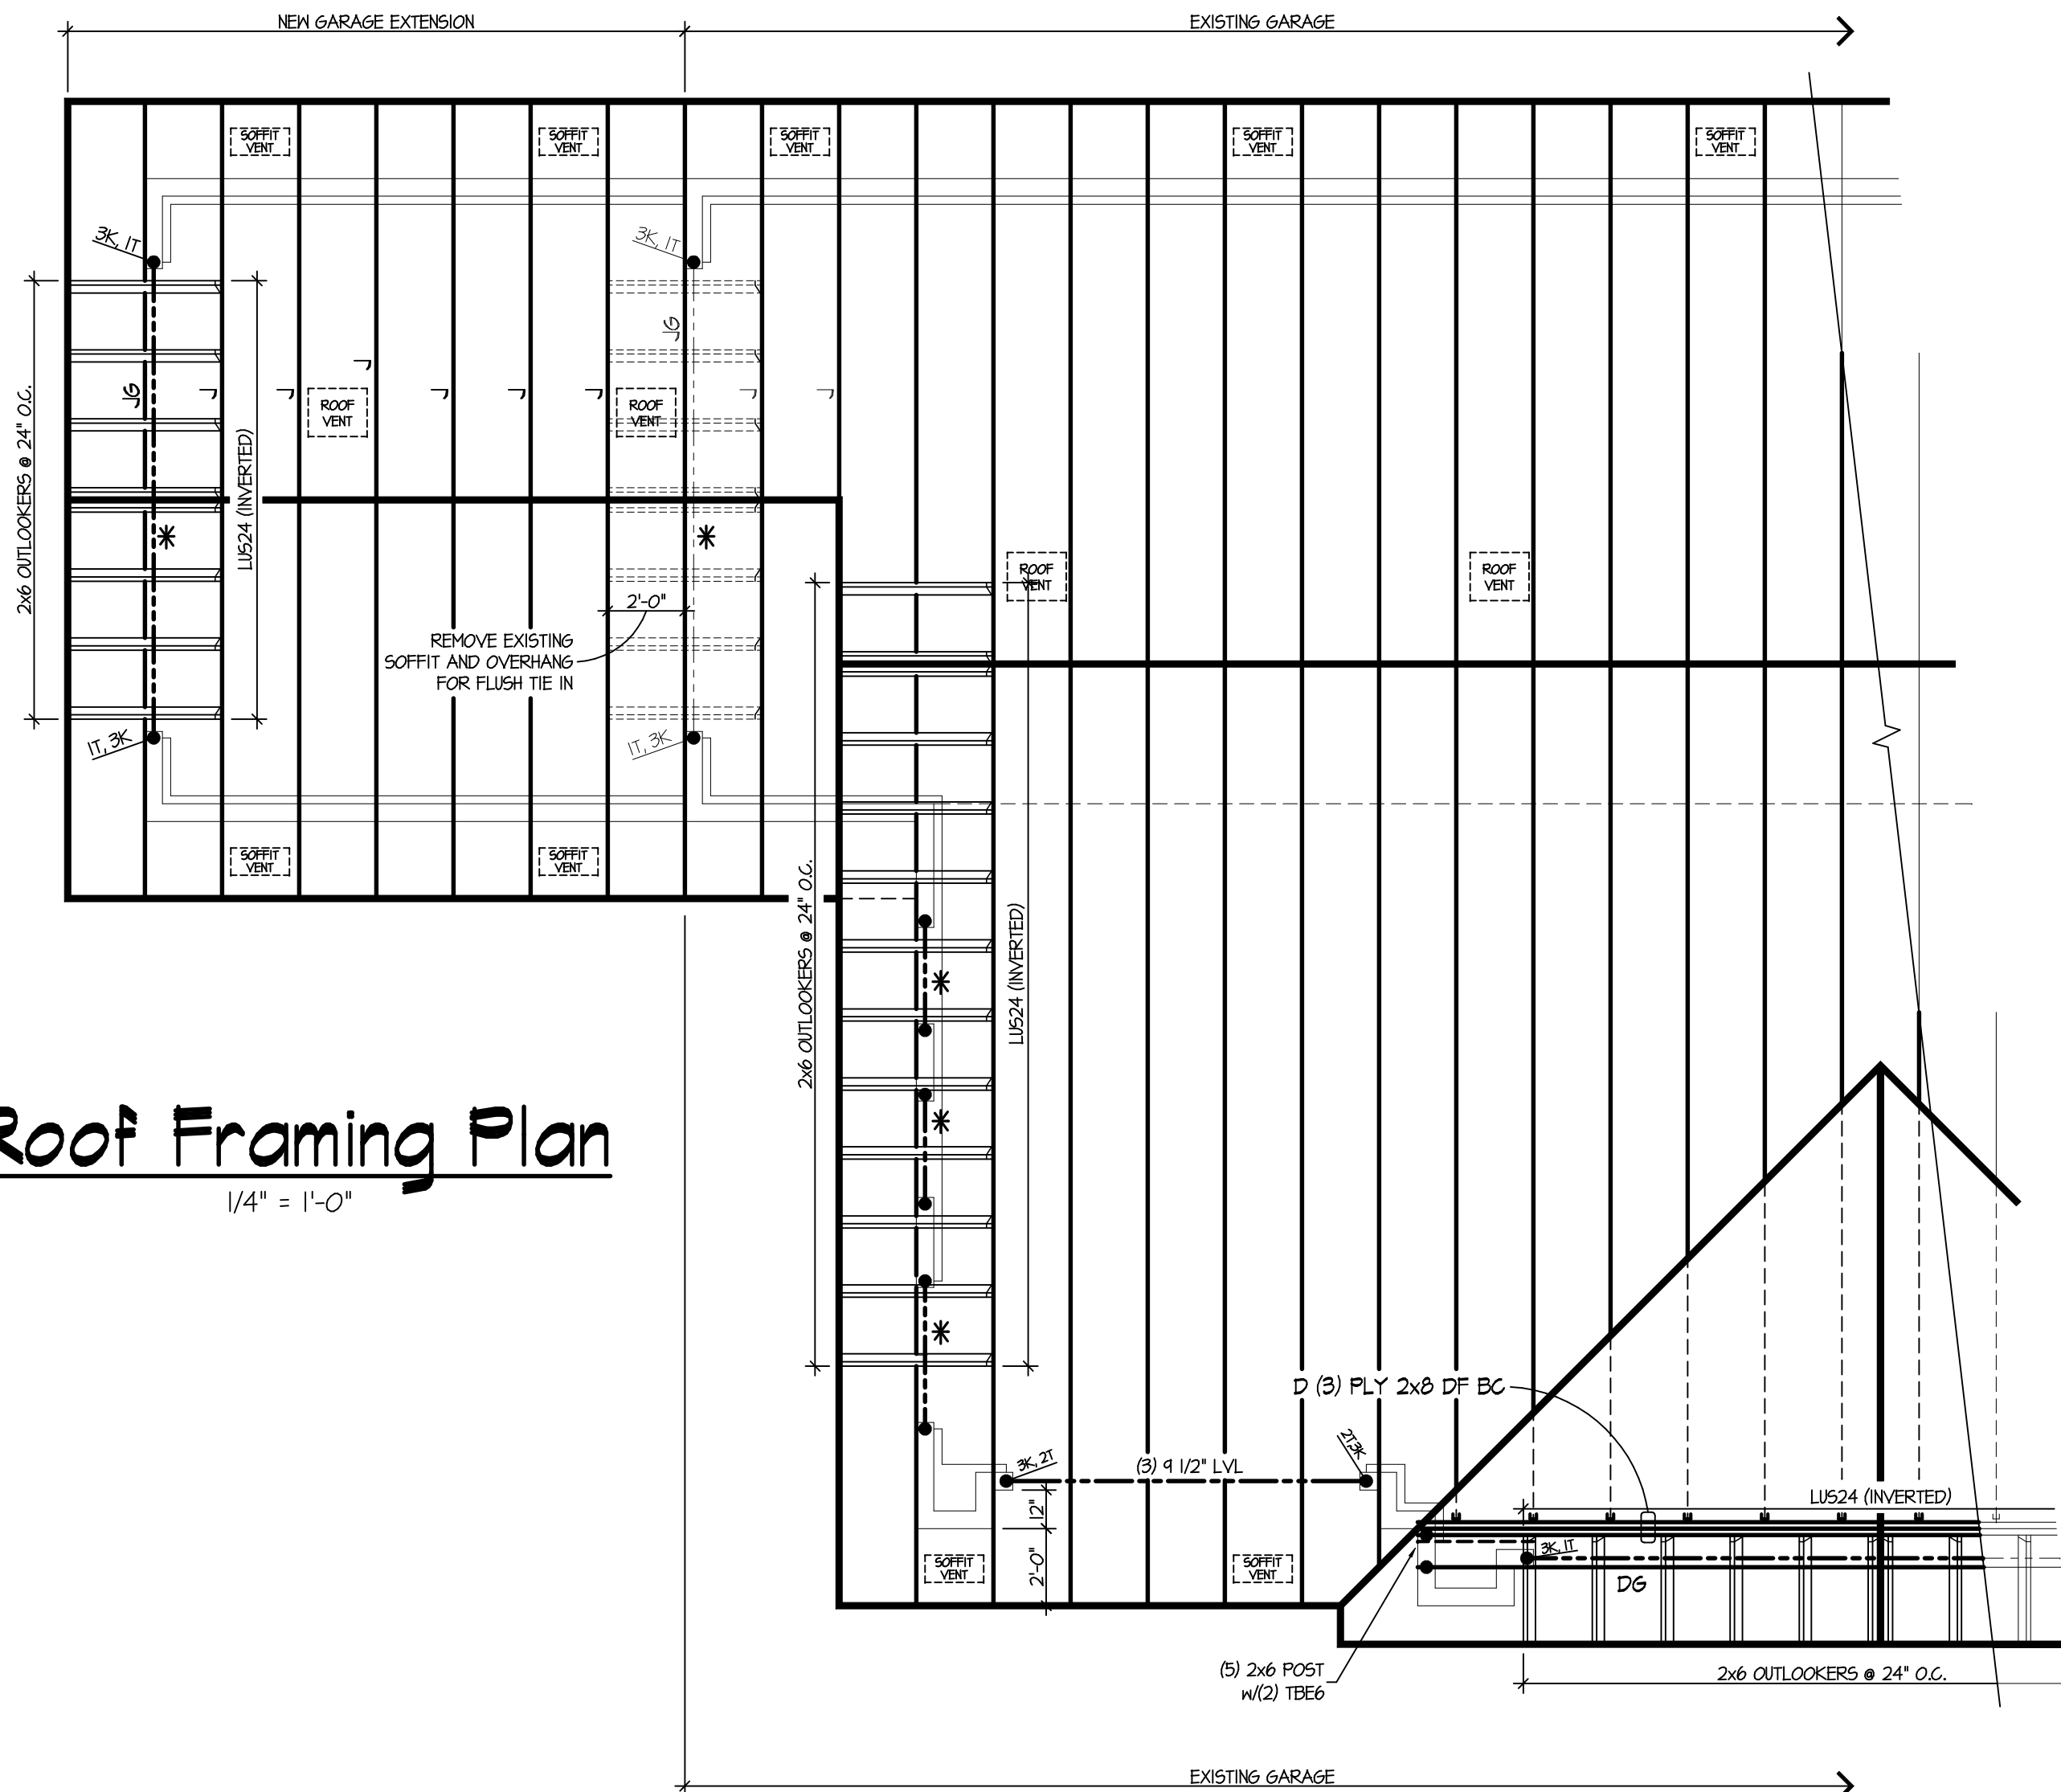 NEW GARAGE EXTENSION
EXISTING GARAGE
SOFFIT
VENT
SOFFIT
VENT
SOFFIT
VENT
SOFFIT
VENT
SOFFIT
VENT
3K, 1T
3K, 1T
JG
JG
J
J
J
J
J
J
J
J
ROOF
VENT
ROOF
VENT
2x6 OUTLOOKERS @ 24" O.C.
LUS24 (INVERTED)
*
*
ROOF
VENT
ROOF
VENT
2'-0"
REMOVE EXISTING
SOFFIT AND OVERHANG
FOR FLUSH TIE IN
1T, 3K
1T, 3K
SOFFIT
VENT
SOFFIT
VENT
2x6 OUTLOOKERS @ 24" O.C.
LUS24 (INVERTED)
*
*
*
Roof Framing Plan
1/4" = 1'-0"
D (3) PLY 2x8 DF BC
3K, 2T
(3) 9 1/2" LVL
2T,3K
12"
LUS24 (INVERTED)
3K, 1T
SOFFIT
VENT
2'-0"
SOFFIT
VENT
DG
(5) 2x6 POST
w/(2) TBE6
2x6 OUTLOOKERS @ 24" O.C.
EXISTING GARAGE